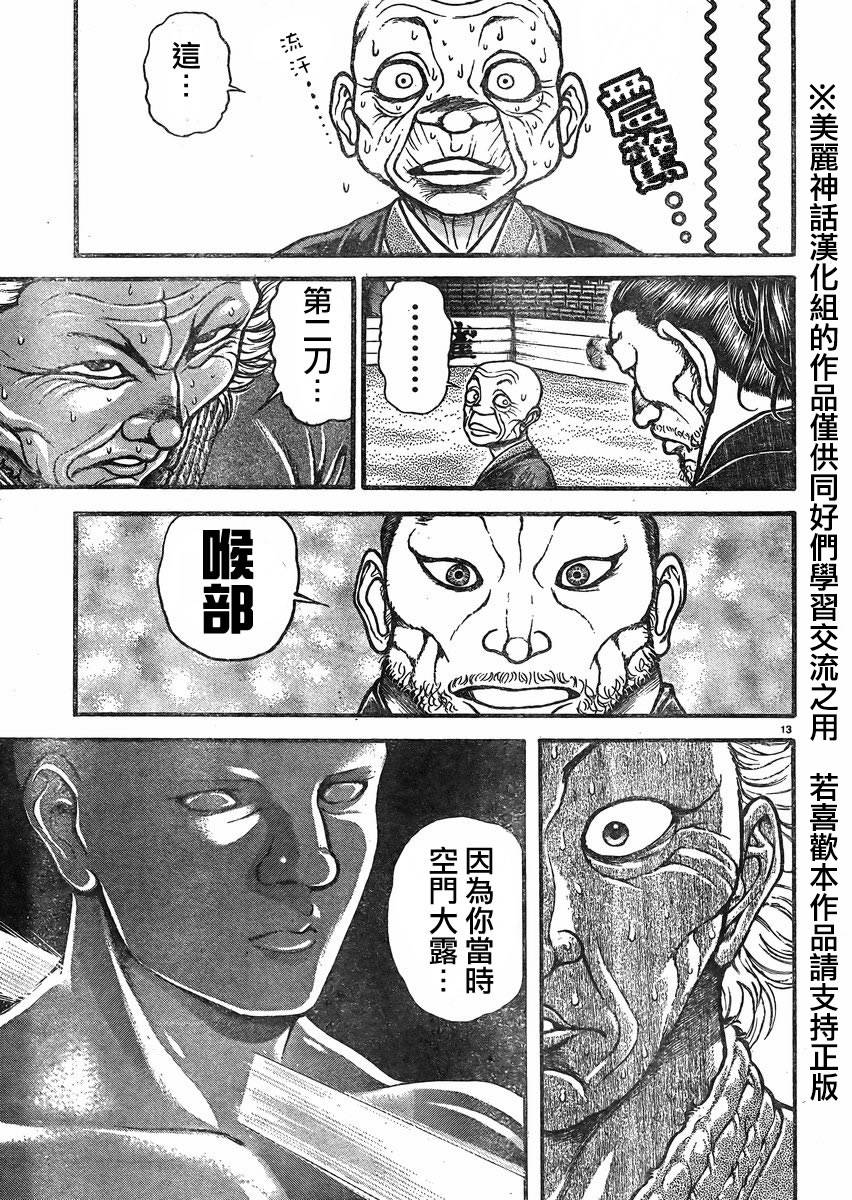 這…
流汗……
………
第二刀…
喉部
因為你當時
空門大露…
13
※美麗神話漢化組的作品僅供同好們學習交流之用　若喜歡本作品請支持正版